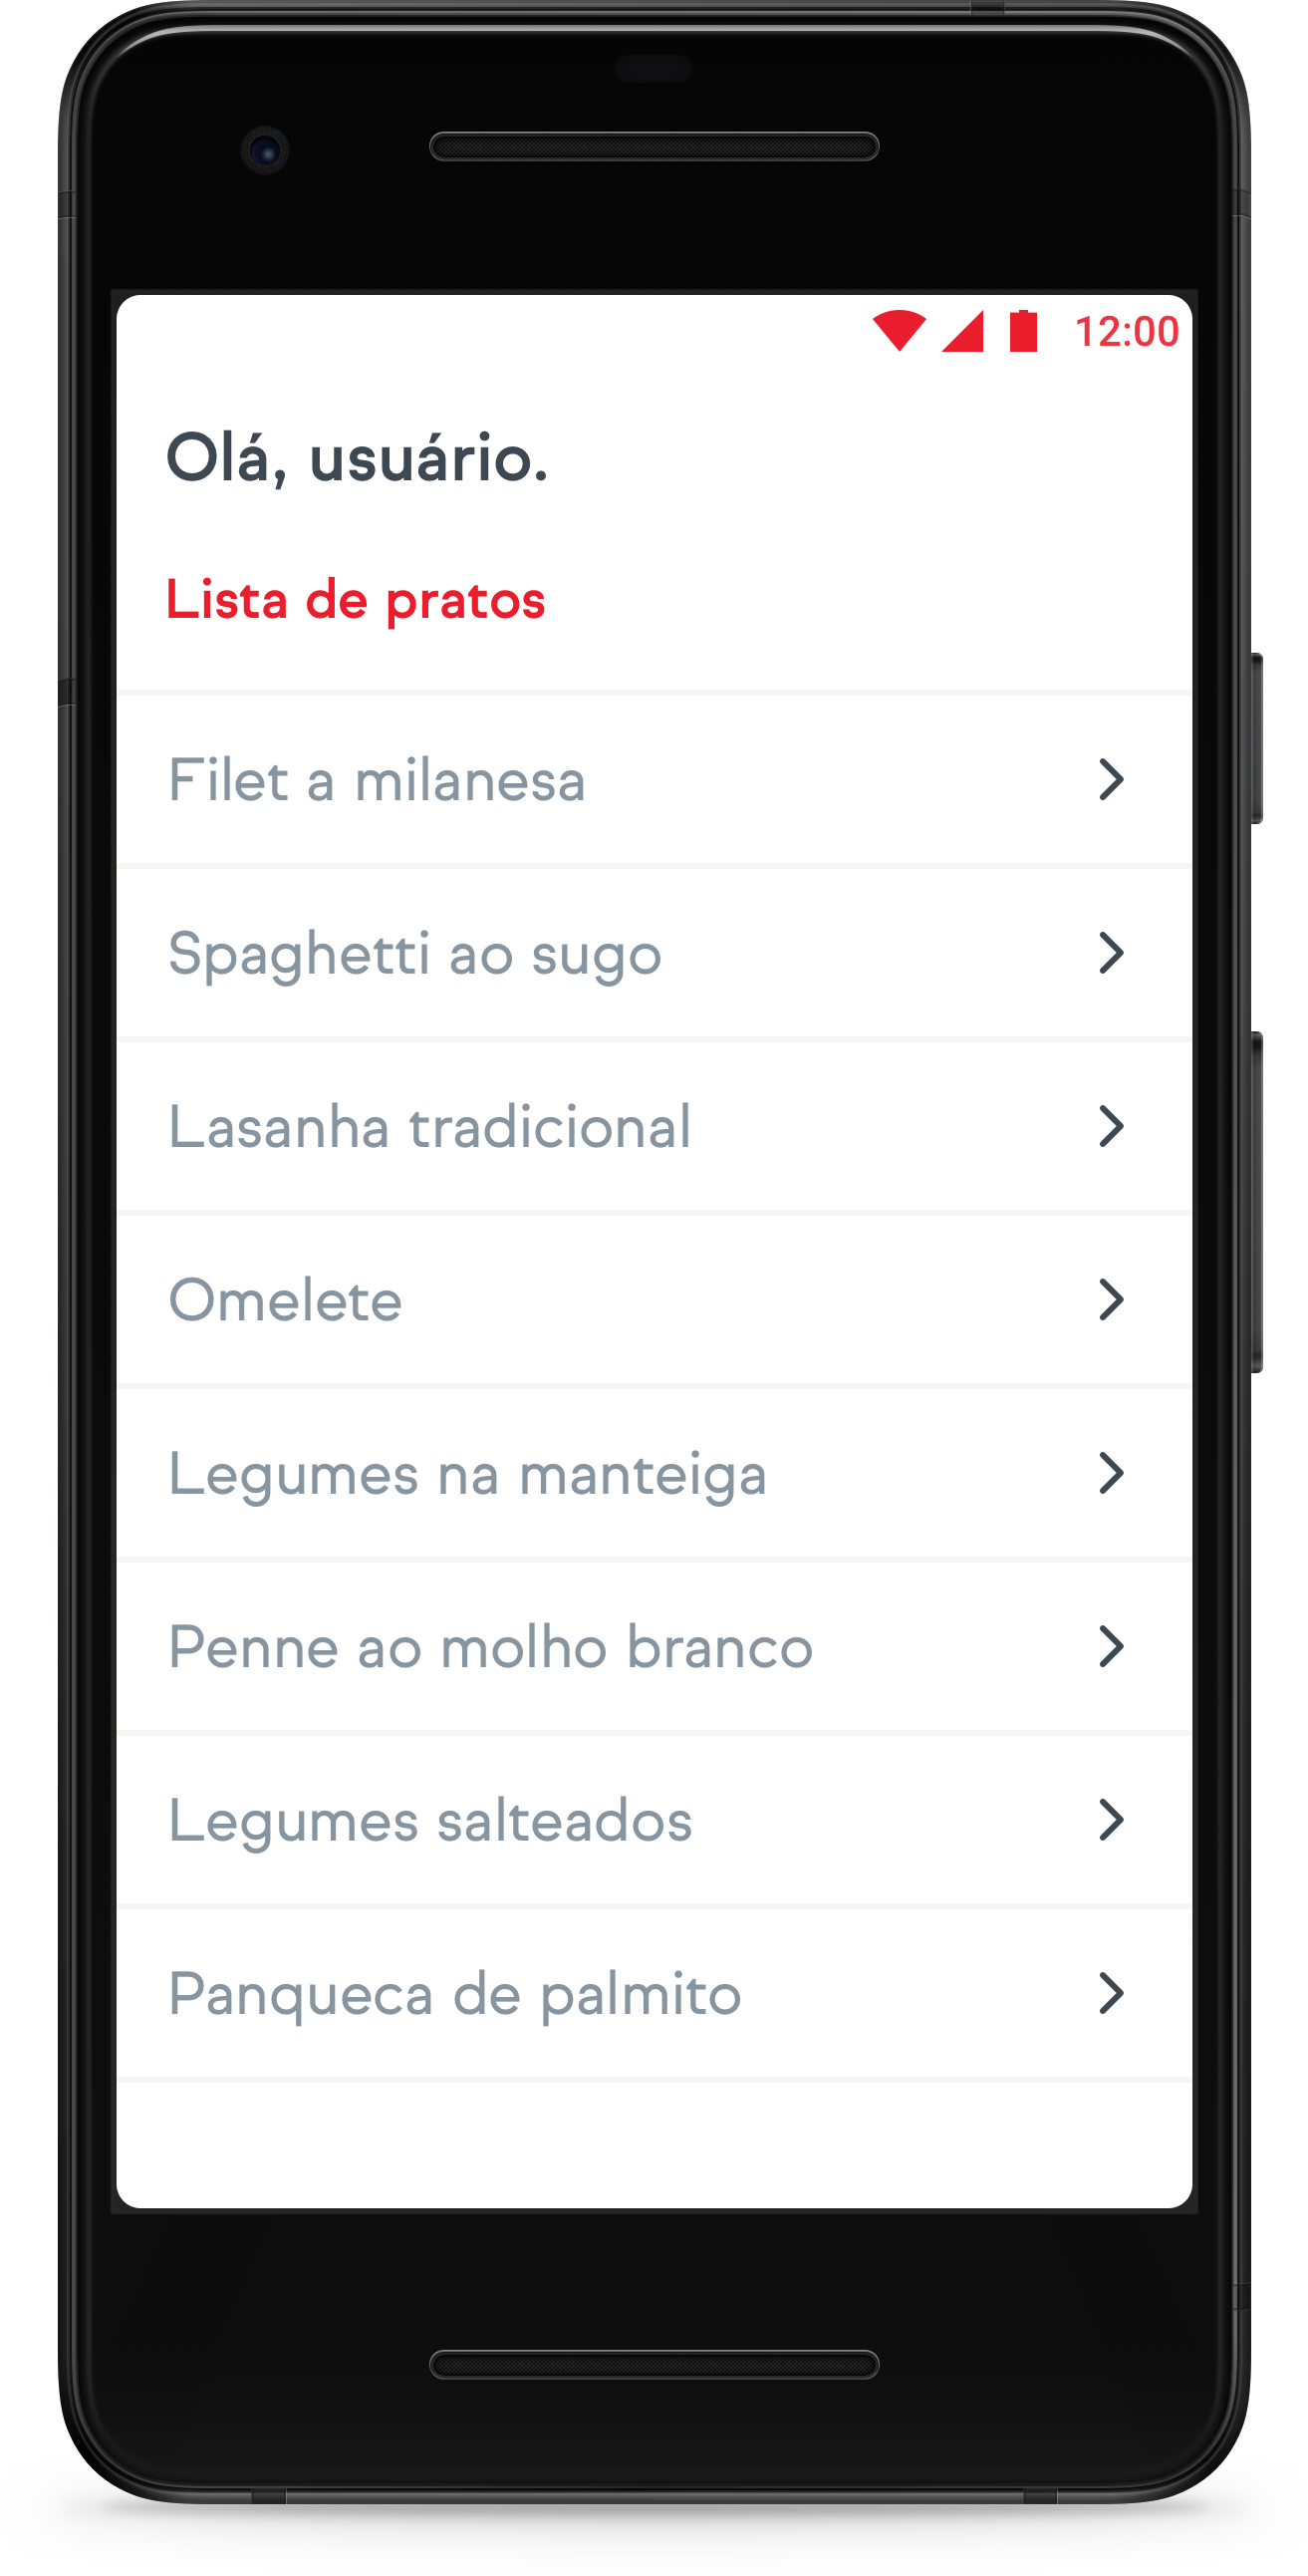 12:00
Olá, usuário.
Lista de pratos
Filet a milanesa
Spaghetti ao sugo
Lasanha tradicional
Omelete
Legumes na manteiga
Penne ao molho branco
Legumes salteados
Panqueca de palmito